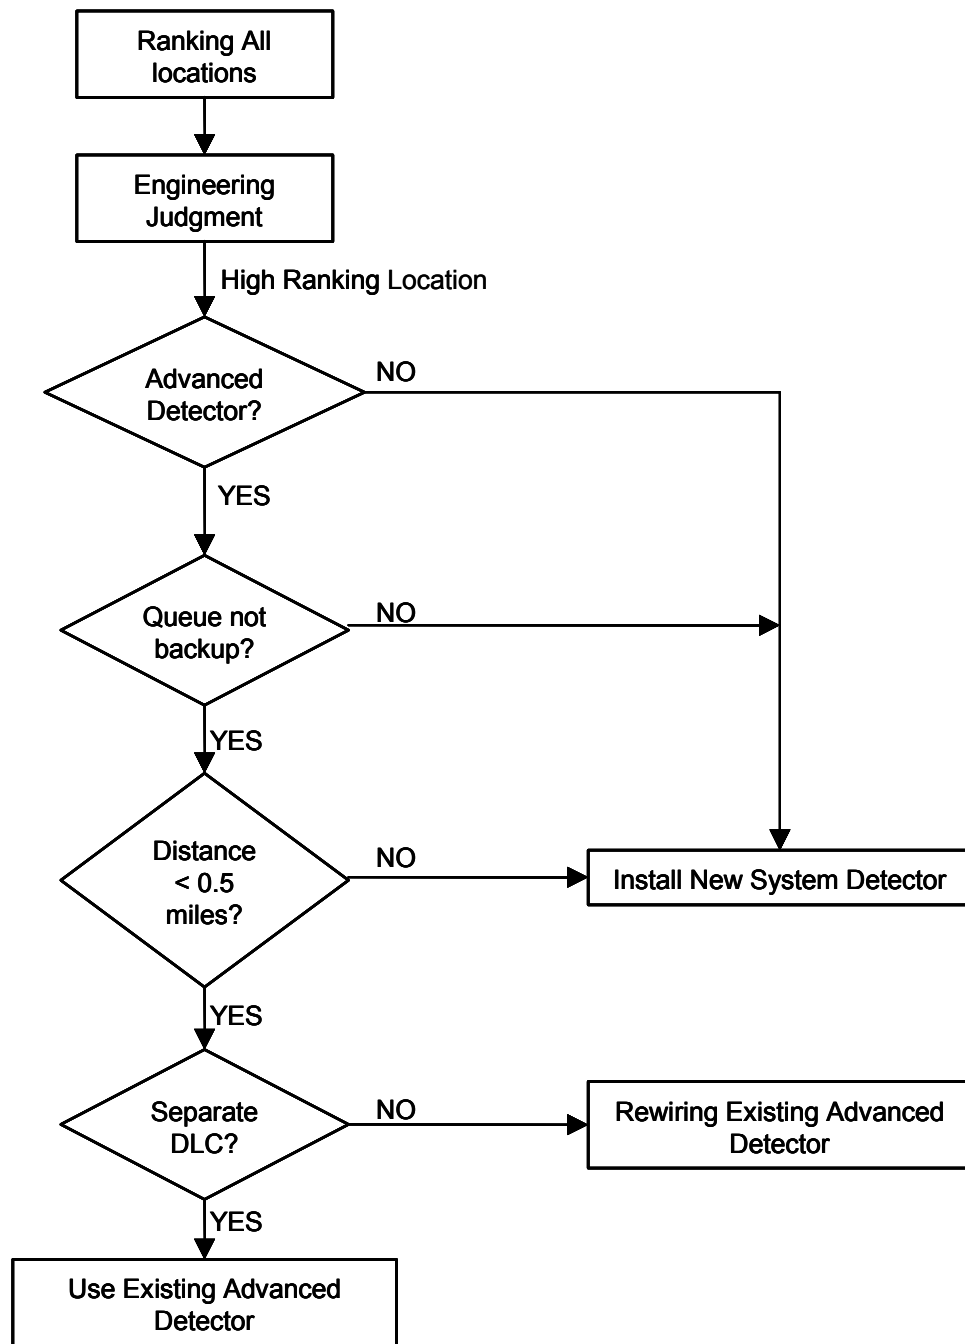 Ranking All
locations
Engineering
Judgment
High Ranking Location
Advanced
Detector?
NO
YES
Queue not
backup?
NO
YES
Distance
< 0.5
miles?
NO
Install New System Detector
YES
Separate
DLC?
NO
Rewiring Existing Advanced
Detector
YES
Use Existing Advanced
Detector